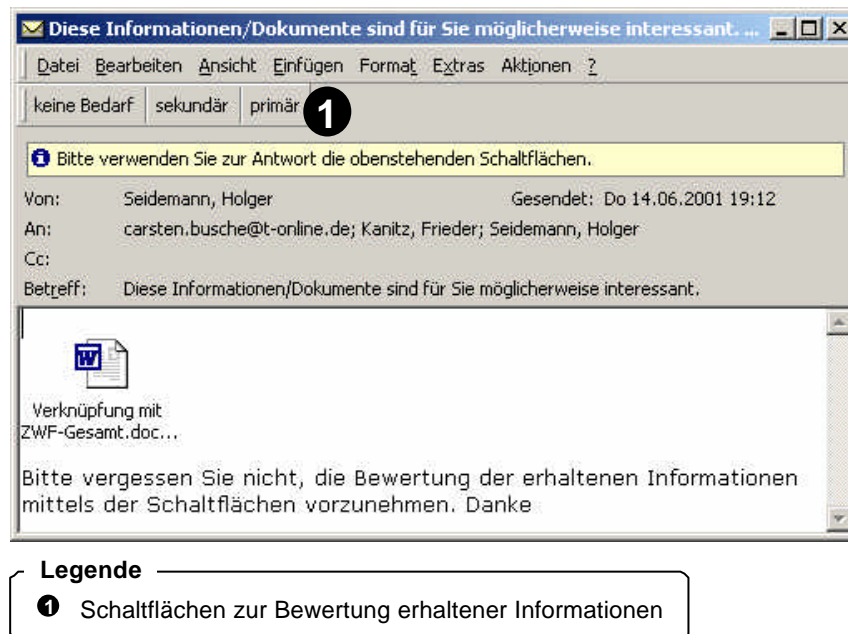 Diese Informationen/Dokumente sind für Sie möglicherweise interessant. ...
Datei Bearbeiten Ansicht Einfügen Format Extras Aktionen ?
keine Bedarf sekundär primär 1
Bitte verwenden Sie zur Antwort die obenstehenden Schaltflächen.
Von: Seidemann, Holger Gesendet: Do 14.06.2001 19:12
An: carsten.busche@t-online.de; Kanitz, Frieder; Seidemann, Holger
Cc:
Betreff: Diese Informationen/Dokumente sind für Sie möglicherweise interessant.
Verknüpfung mit
ZWF-Gesamt.doc...
Bitte vergessen Sie nicht, die Bewertung der erhaltenen Informationen
mittels der Schaltflächen vorzunehmen. Danke
Legende
1 Schaltflächen zur Bewertung erhaltener Informationen